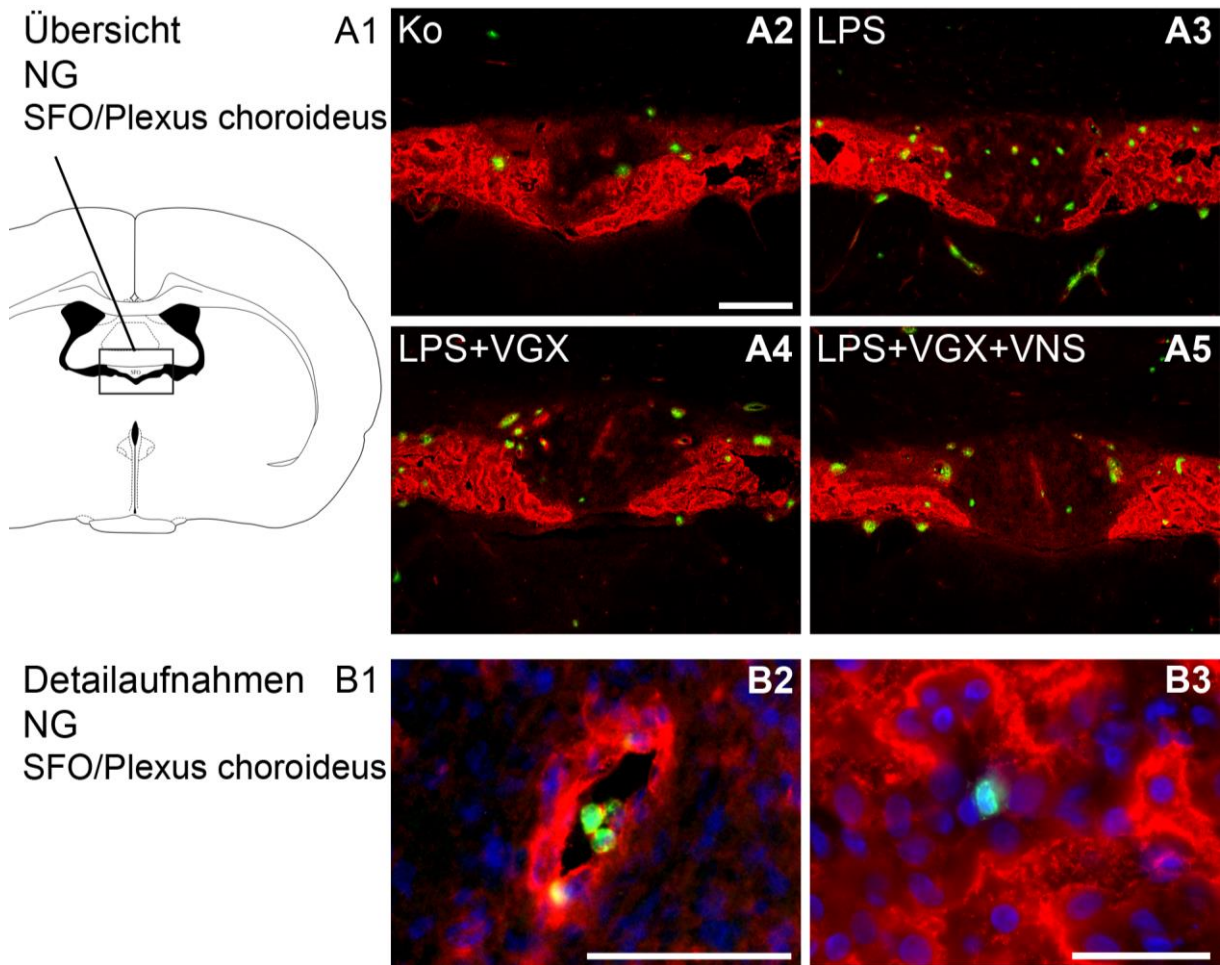 Übersicht A1
NG
SFO/Plexus choroideus
Ko A2
LPS A3
SFO
LPS+VGX A4
LPS+VGX+VNS A5
Detailaufnahmen B1
NG
SFO/Plexus choroideus
B2
B3